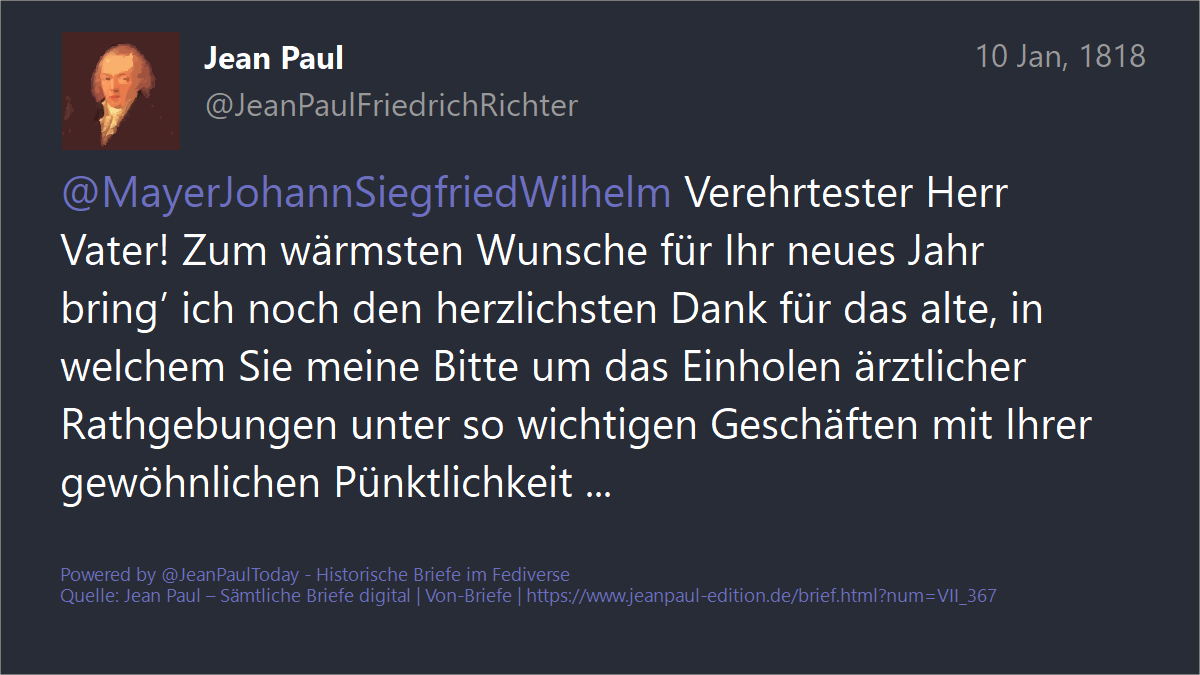 Jean Paul
10 Jan, 1818
@JeanPaulFriedrichRichter
@MayerJohannSiegfriedWilhelm Verehrtester Herr
Vater! Zum wärmsten Wunsche für Ihr neues Jahr
bring’ ich noch den herzlichsten Dank für das alte, in
welchem Sie meine Bitte um das Einholen ärztlicher
Rathgebungen unter so wichtigen Geschäften mit Ihrer
gewöhnlichen Pünktlichkeit ...
Powered by @JeanPaulToday - Historische Briefe im Fediverse
Quelle: Jean Paul – Sämtliche Briefe digital | Von-Briefe | https://www.jeanpaul-edition.de/brief.html?num=VII_367